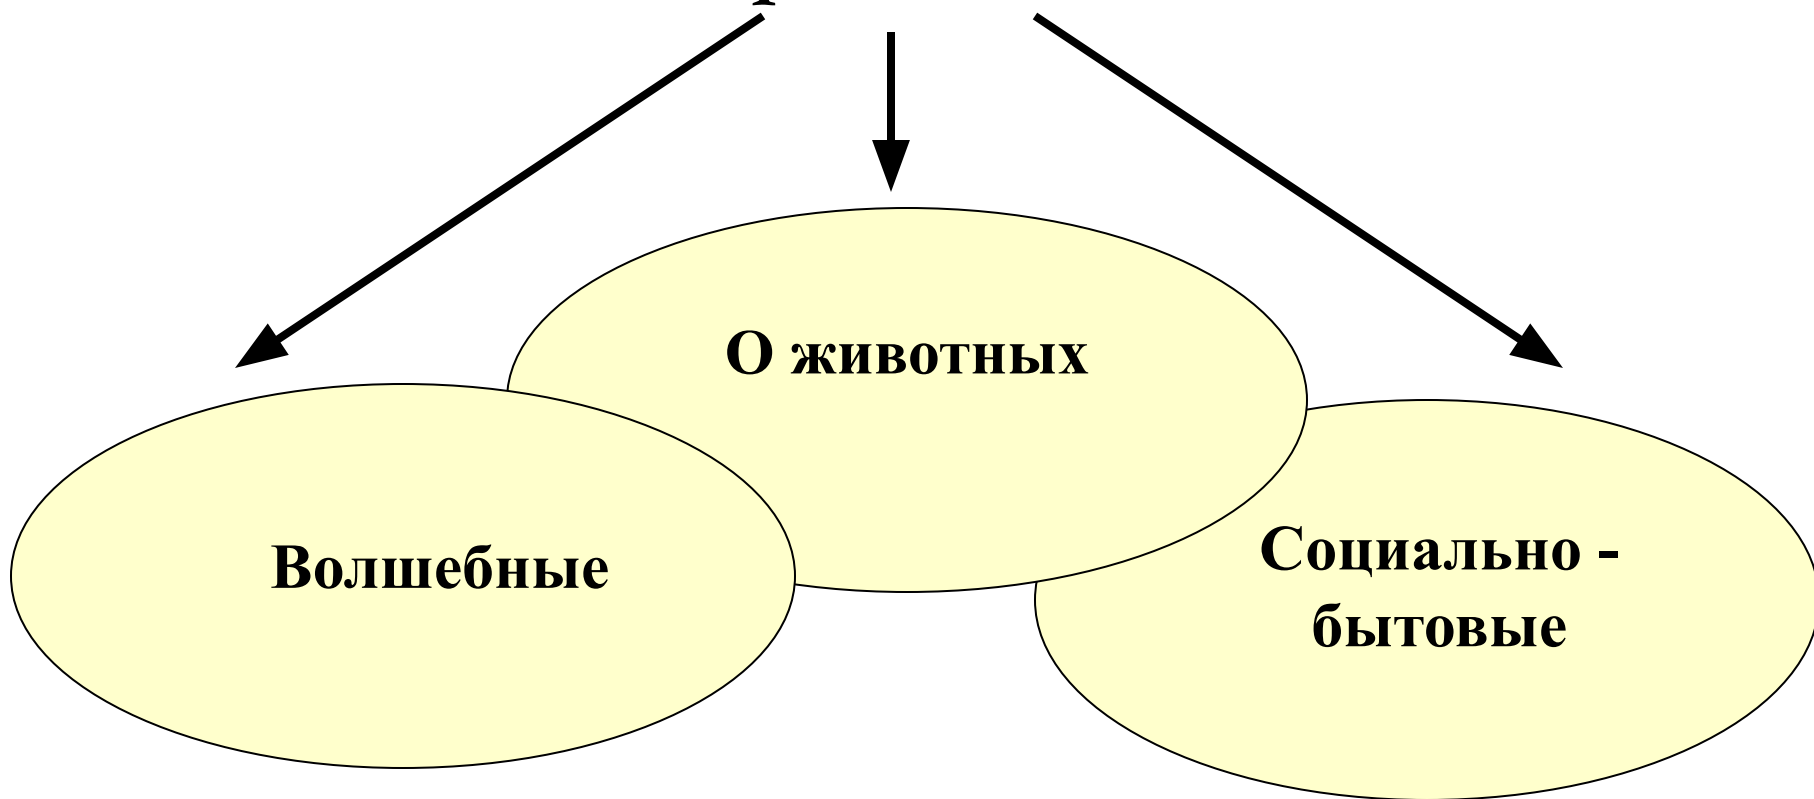 О животных
Волшебные
Социально -
бытовые